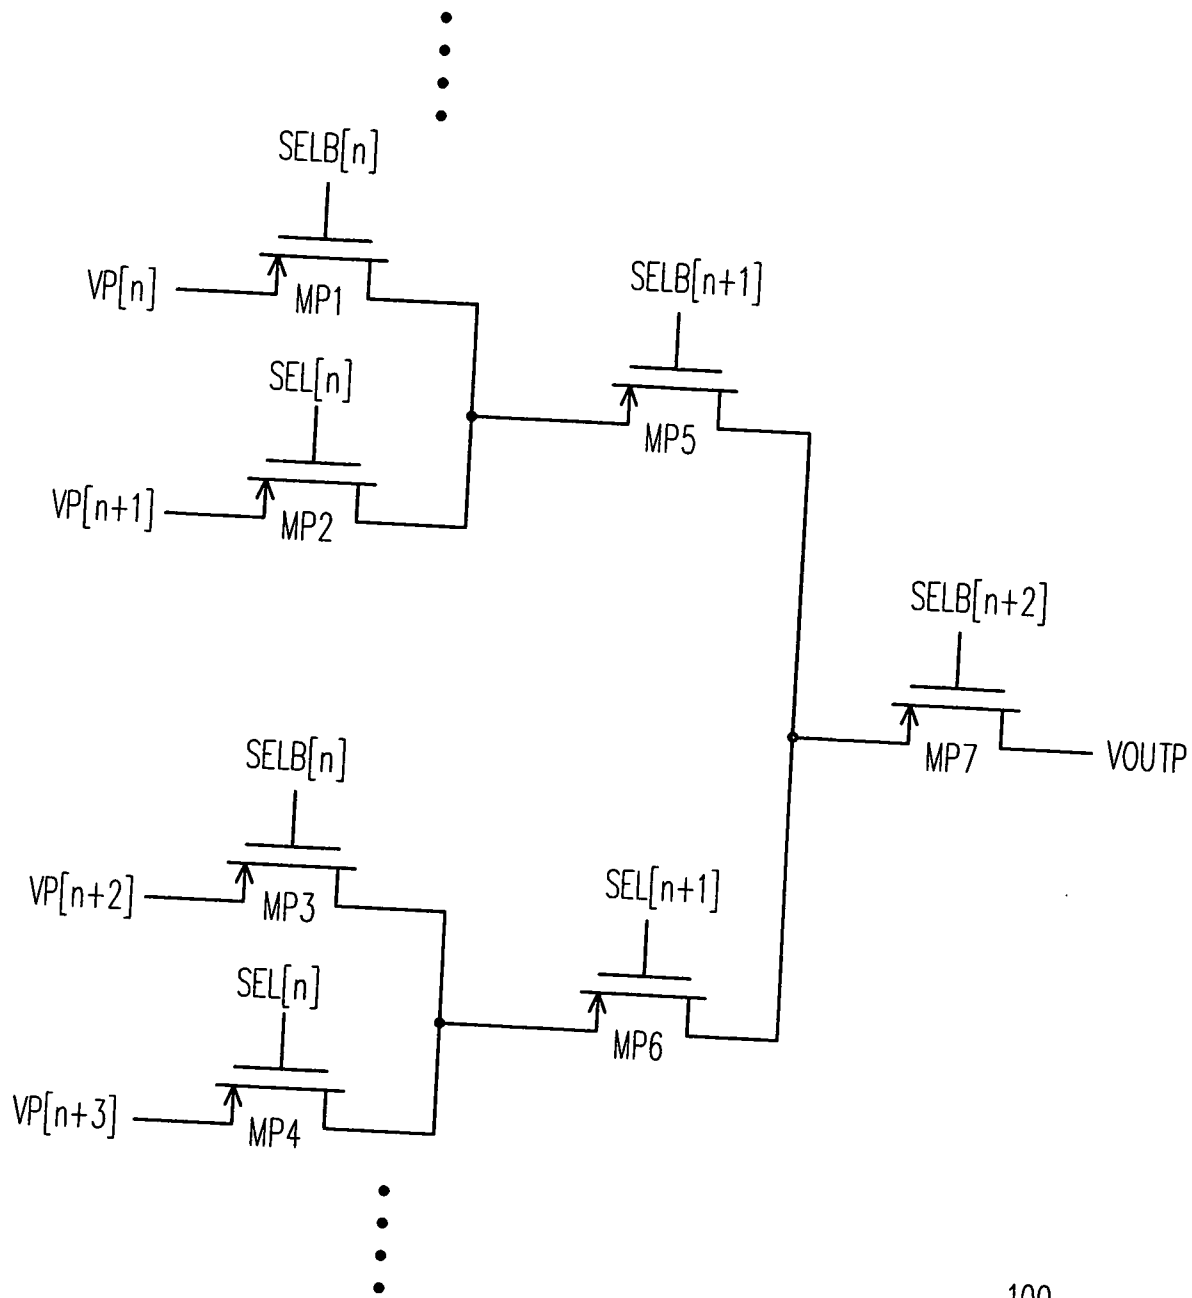 SELB[n]
VP[n]
MP1
SELB[n+1]
SEL[n]
MP5
VP[n+1]
MP2
SELB[n+2]
MP7
VOUTP
SELB[n]
VP[n+2]
MP3
SEL[n+1]
SEL[n]
MP6
VP[n+3]
MP4
100